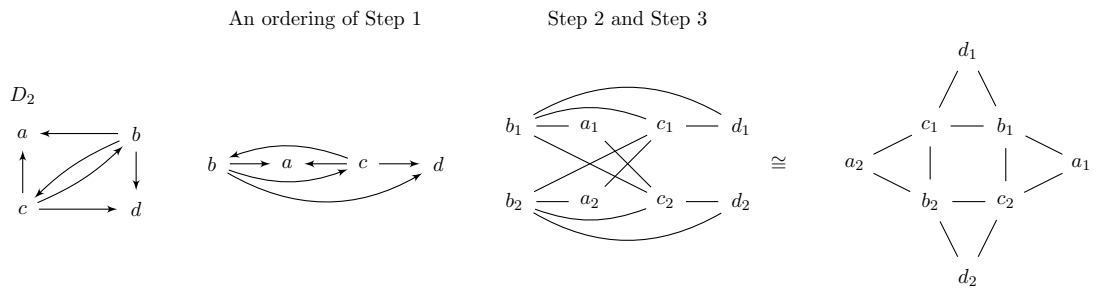 An ordering of Step 1
Step 2 and Step 3
D₂
a b
c d
b a c d
b₁ a₁ c₁ d₁
b₂ a₂ c₂ d₂
≅
d₁
c₁ b₁
a₂ a₁
b₂ c₂
d₂